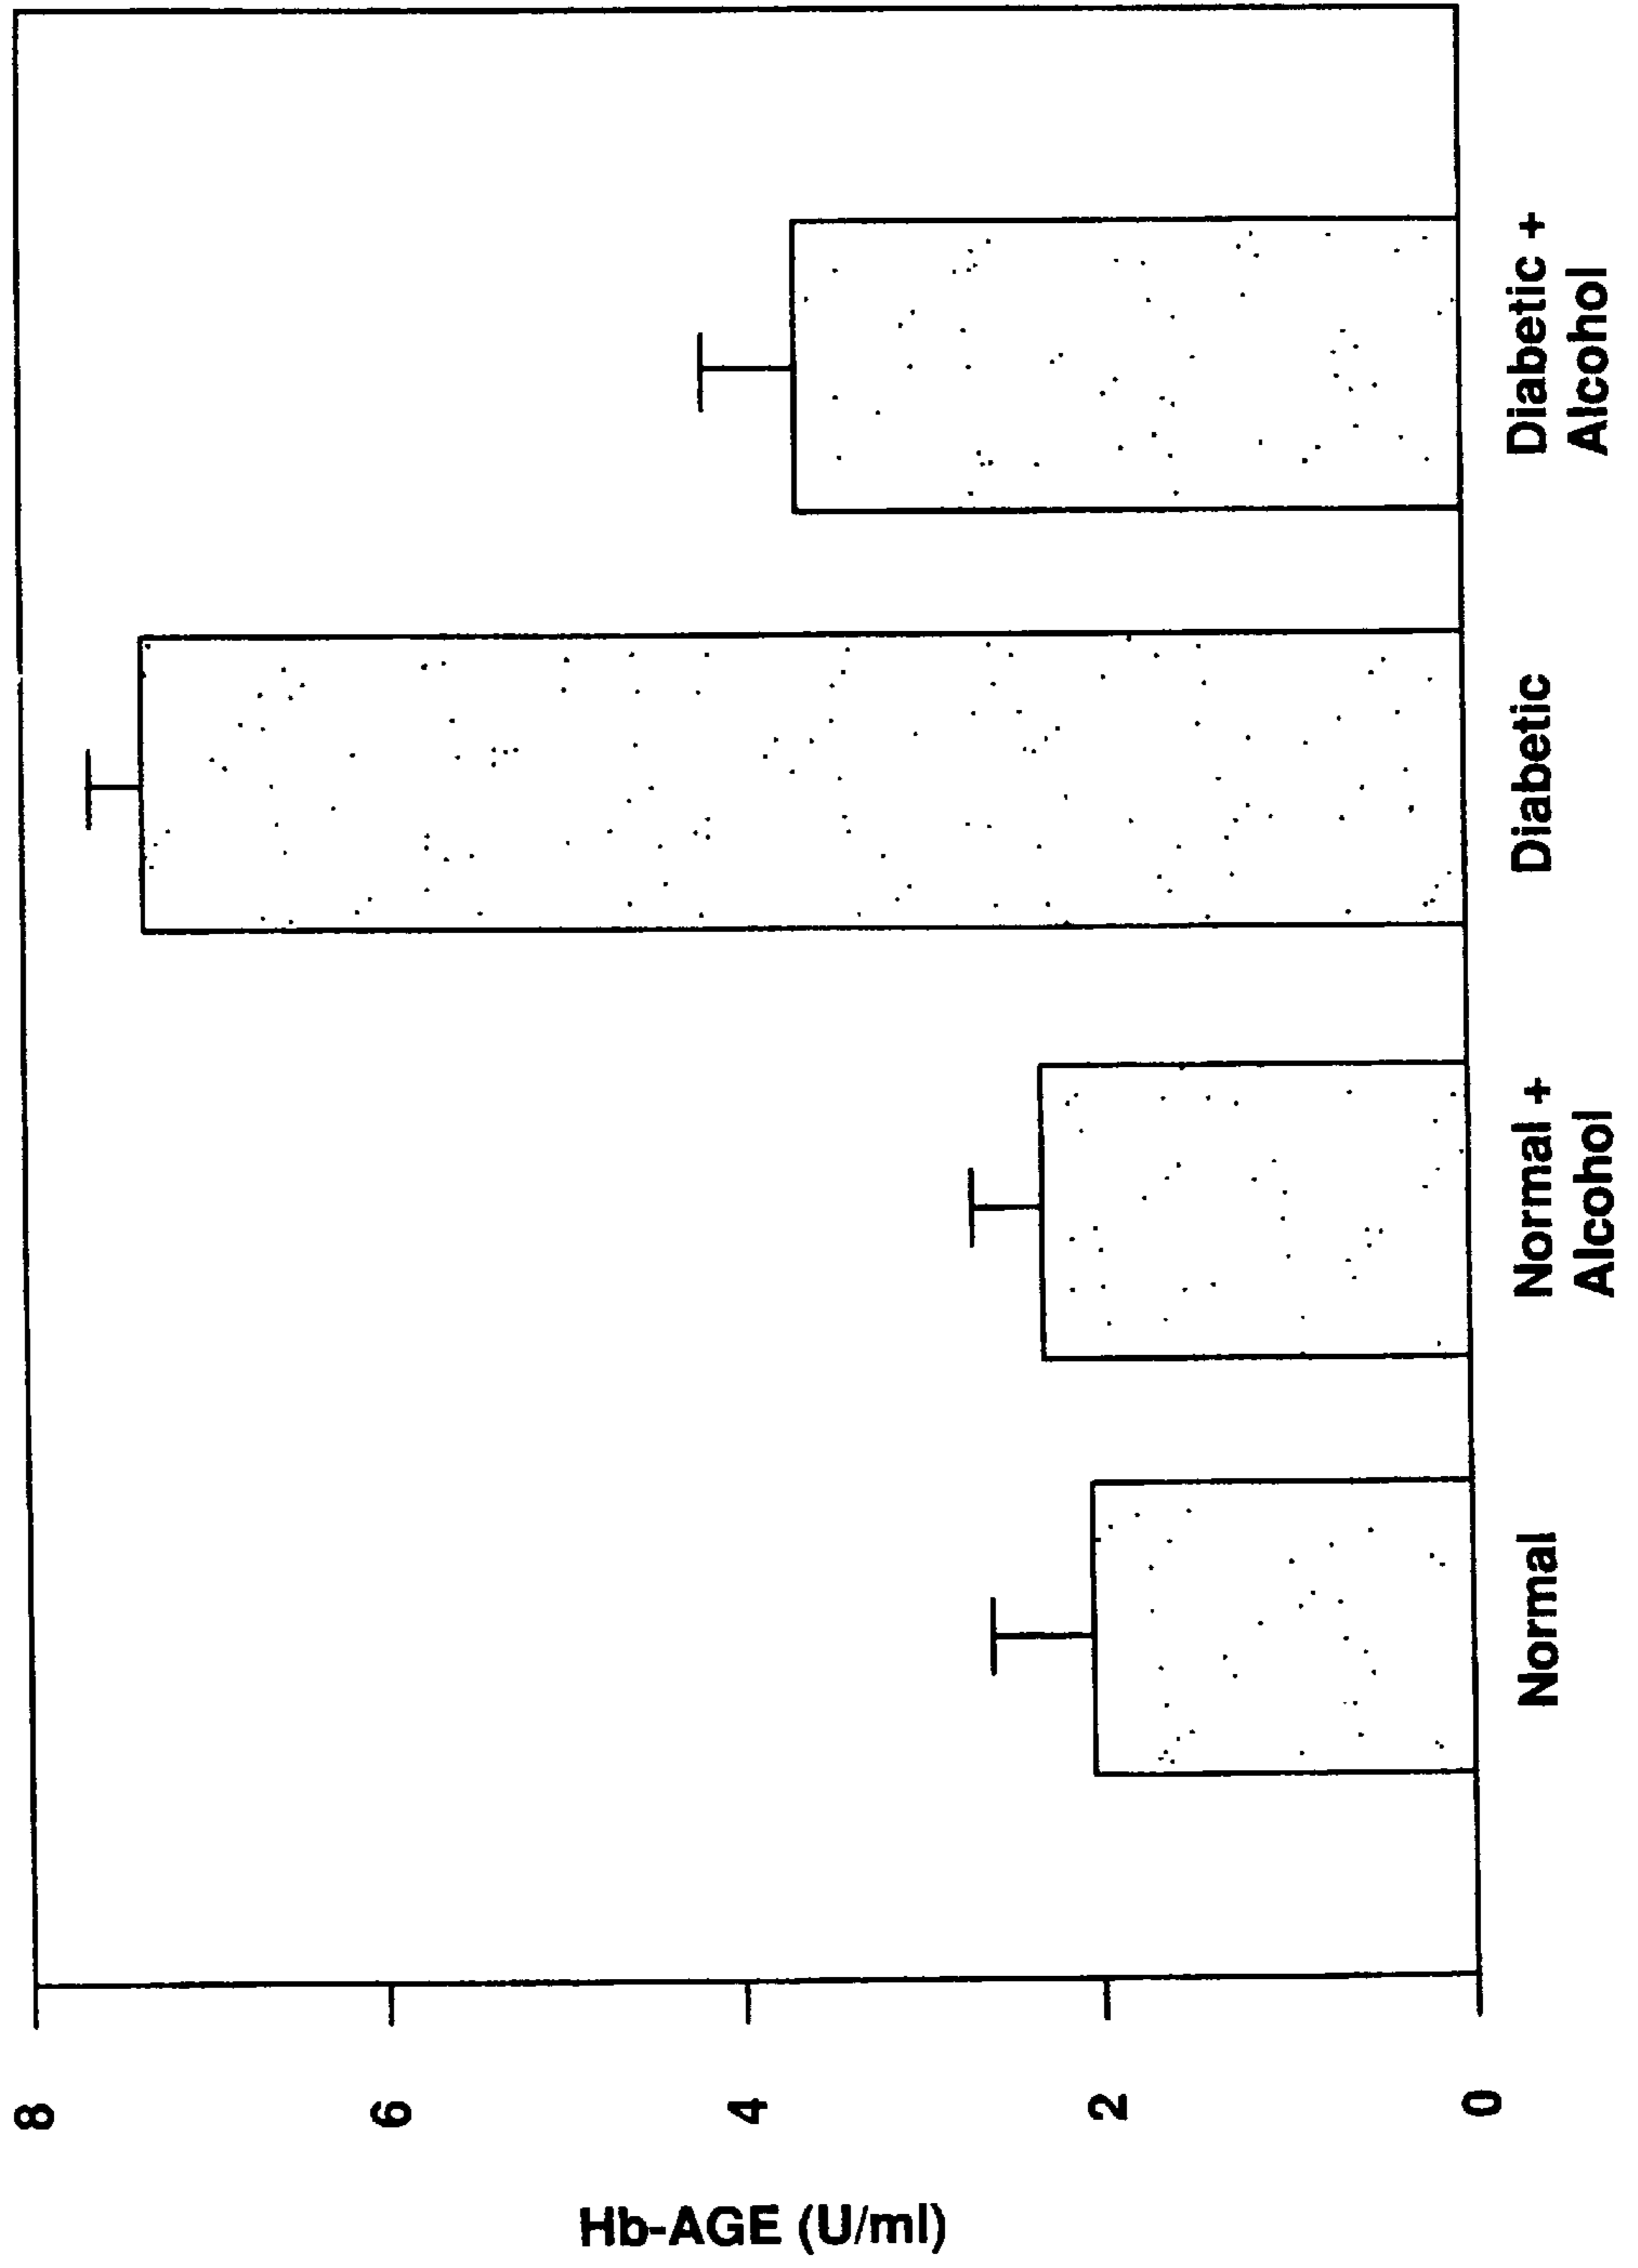 Hb-AGE (U/ml)
8
6
4
2
0
Normal
Normal +
Alcohol
Diabetic
Diabetic +
Alcohol